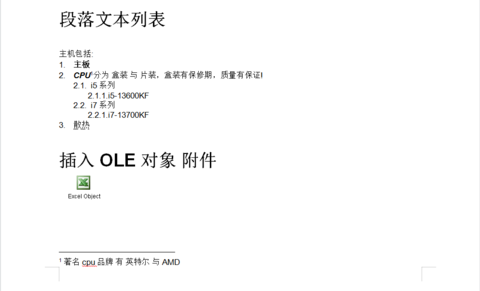 段落文本列表
主机包括:
1. 主板
2. CPU¹分为 盒装 与 片装，盒装有保修期，质量有保证!
2.1. i5 系列
2.1.1.i5-13600KF
2.2. i7 系列
2.2.1.i7-13700KF
3. 散热
插入 OLE 对象 附件
Excel Object
¹ 著名 cpu 品牌 有 英特尔 与 AMD